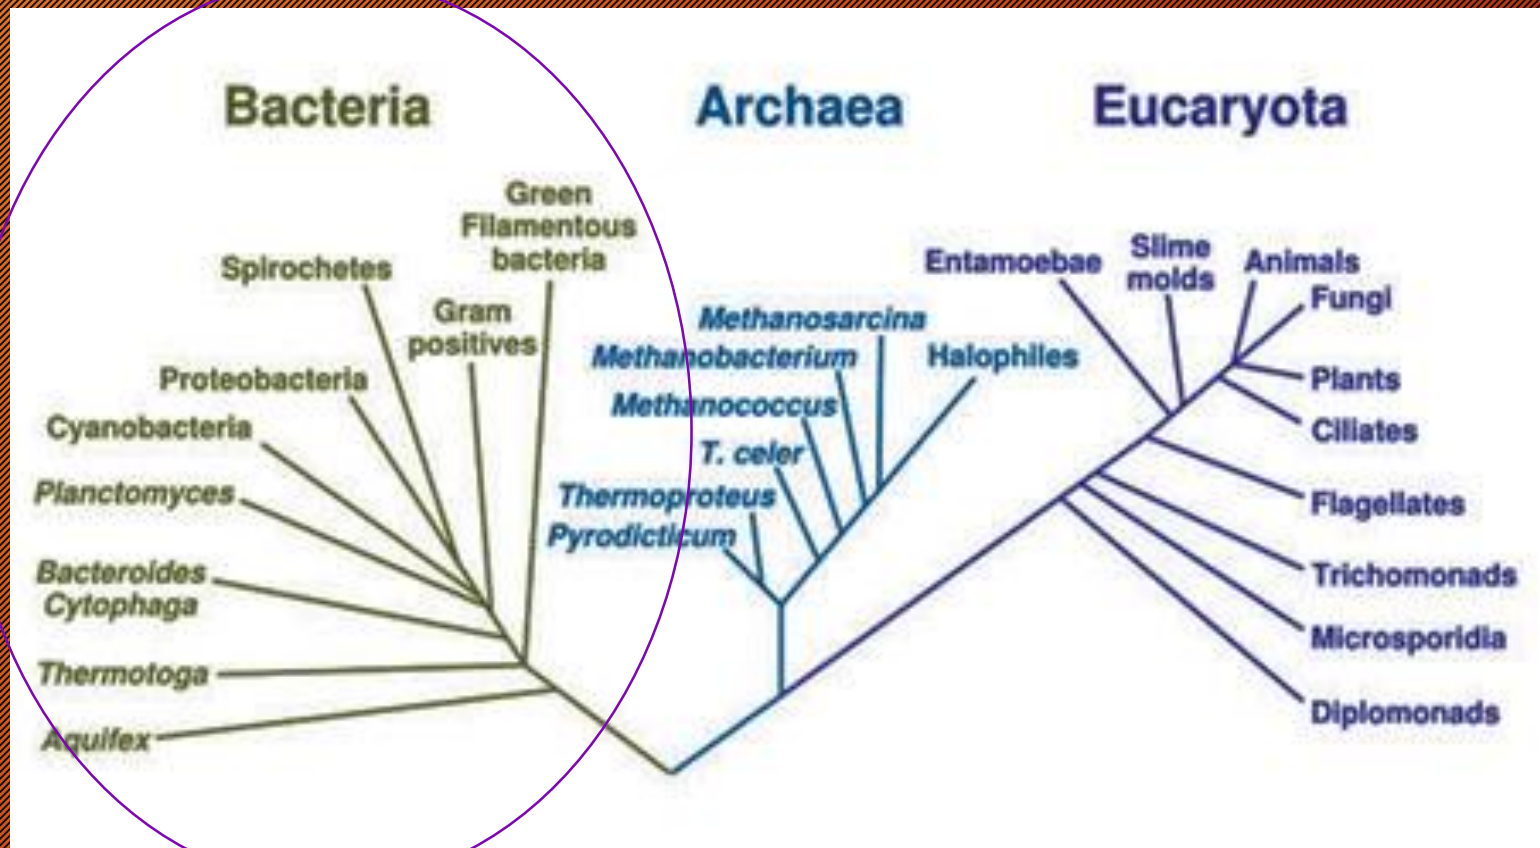 Bacteria
Archaea
Eucaryota
Green
Filamentous
bacteria
Spirochetes
Gram
positives
Proteobacteria
Cyanobacteria
Planctomyces
Bacteroides
Cytophaga
Thermotoga
Aquifex
Methanosarcina
Methanobacterium
Halophiles
Methanococcus
T. celer
Thermoproteus
Pyrodicticum
Entamoebae
Slime
molds
Animals
Fungi
Plants
Ciliates
Flagellates
Trichomonads
Microsporidia
Diplomonads